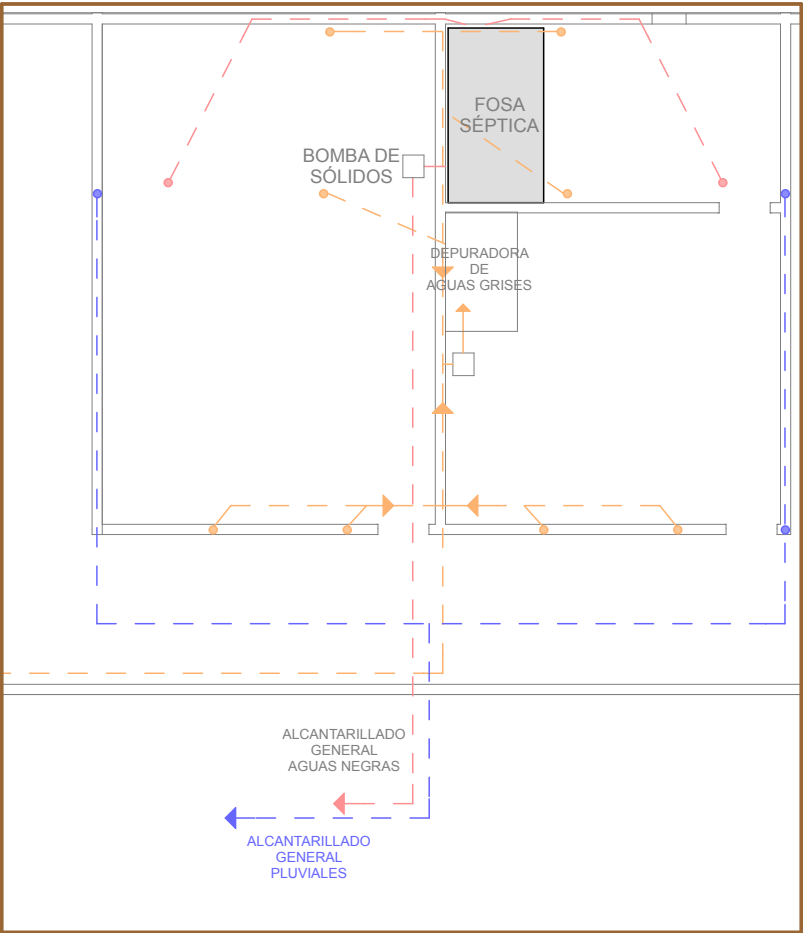 FOSA
SÉPTICA
BOMBA DE
SÓLIDOS
DEPURADORA
DE
AGUAS GRISES
ALCANTARILLADO
GENERAL
AGUAS NEGRAS
ALCANTARILLADO
GENERAL
PLUVIALES